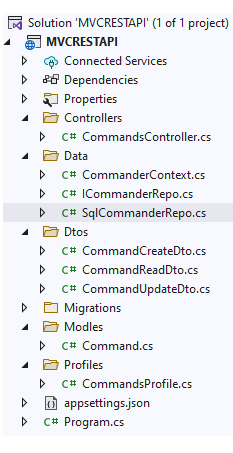 Solution 'MVCRESTAPI' (1 of 1 project)
MVCRESTAPI
Connected Services
Dependencies
Properties
Controllers
C# CommandsController.cs
Data
C# CommanderContext.cs
C# ICommanderRepo.cs
C# SqlCommanderRepo.cs
Dtos
C# CommandCreateDto.cs
C# CommandReadDto.cs
C# CommandUpdateDto.cs
Migrations
Modles
C# Command.cs
Profiles
C# CommandsProfile.cs
appsettings.json
C# Program.cs